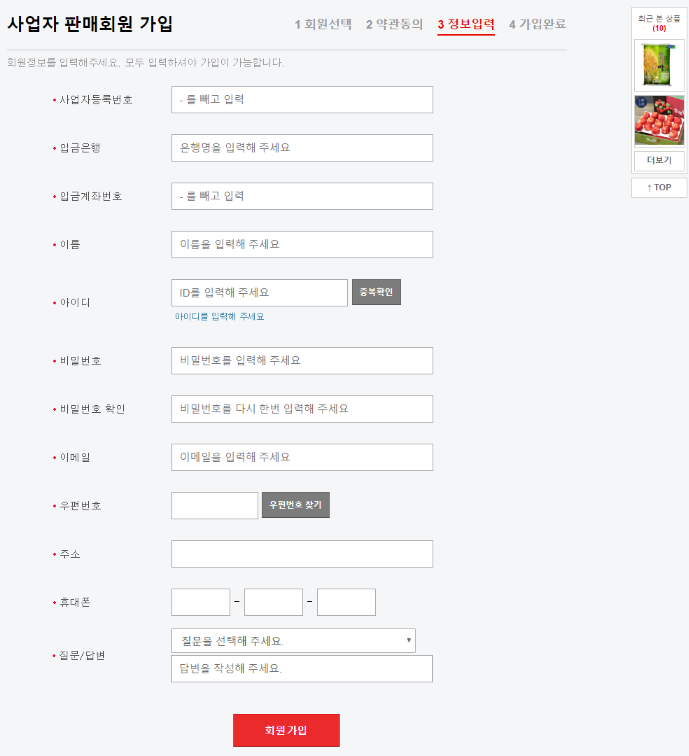 사업자 판매회원 가입
1 회원선택 2 약관동의 3 정보입력 4 가입완료
회원정보를 입력해주세요. 모두 입력하셔야 가입이 가능합니다.
• 사업자등록번호 - 를 빼고 입력
• 입금은행 은행명을 입력해 주세요
• 입금계좌번호 - 를 빼고 입력
• 이름 이름을 입력해 주세요
• 아이디 ID를 입력해 주세요 중복확인
아이디를 입력해 주세요
• 비밀번호 비밀번호를 입력해 주세요
• 비밀번호 확인 비밀번호를 다시 한번 입력해 주세요
• 이메일 이메일을 입력해 주세요
• 우편번호 우편번호 찾기
• 주소
• 휴대폰 - -
• 질문/답변 질문을 선택해 주세요.
답변을 작성해 주세요.
회원가입
최근 본 상품
(10)
더보기
↑ TOP